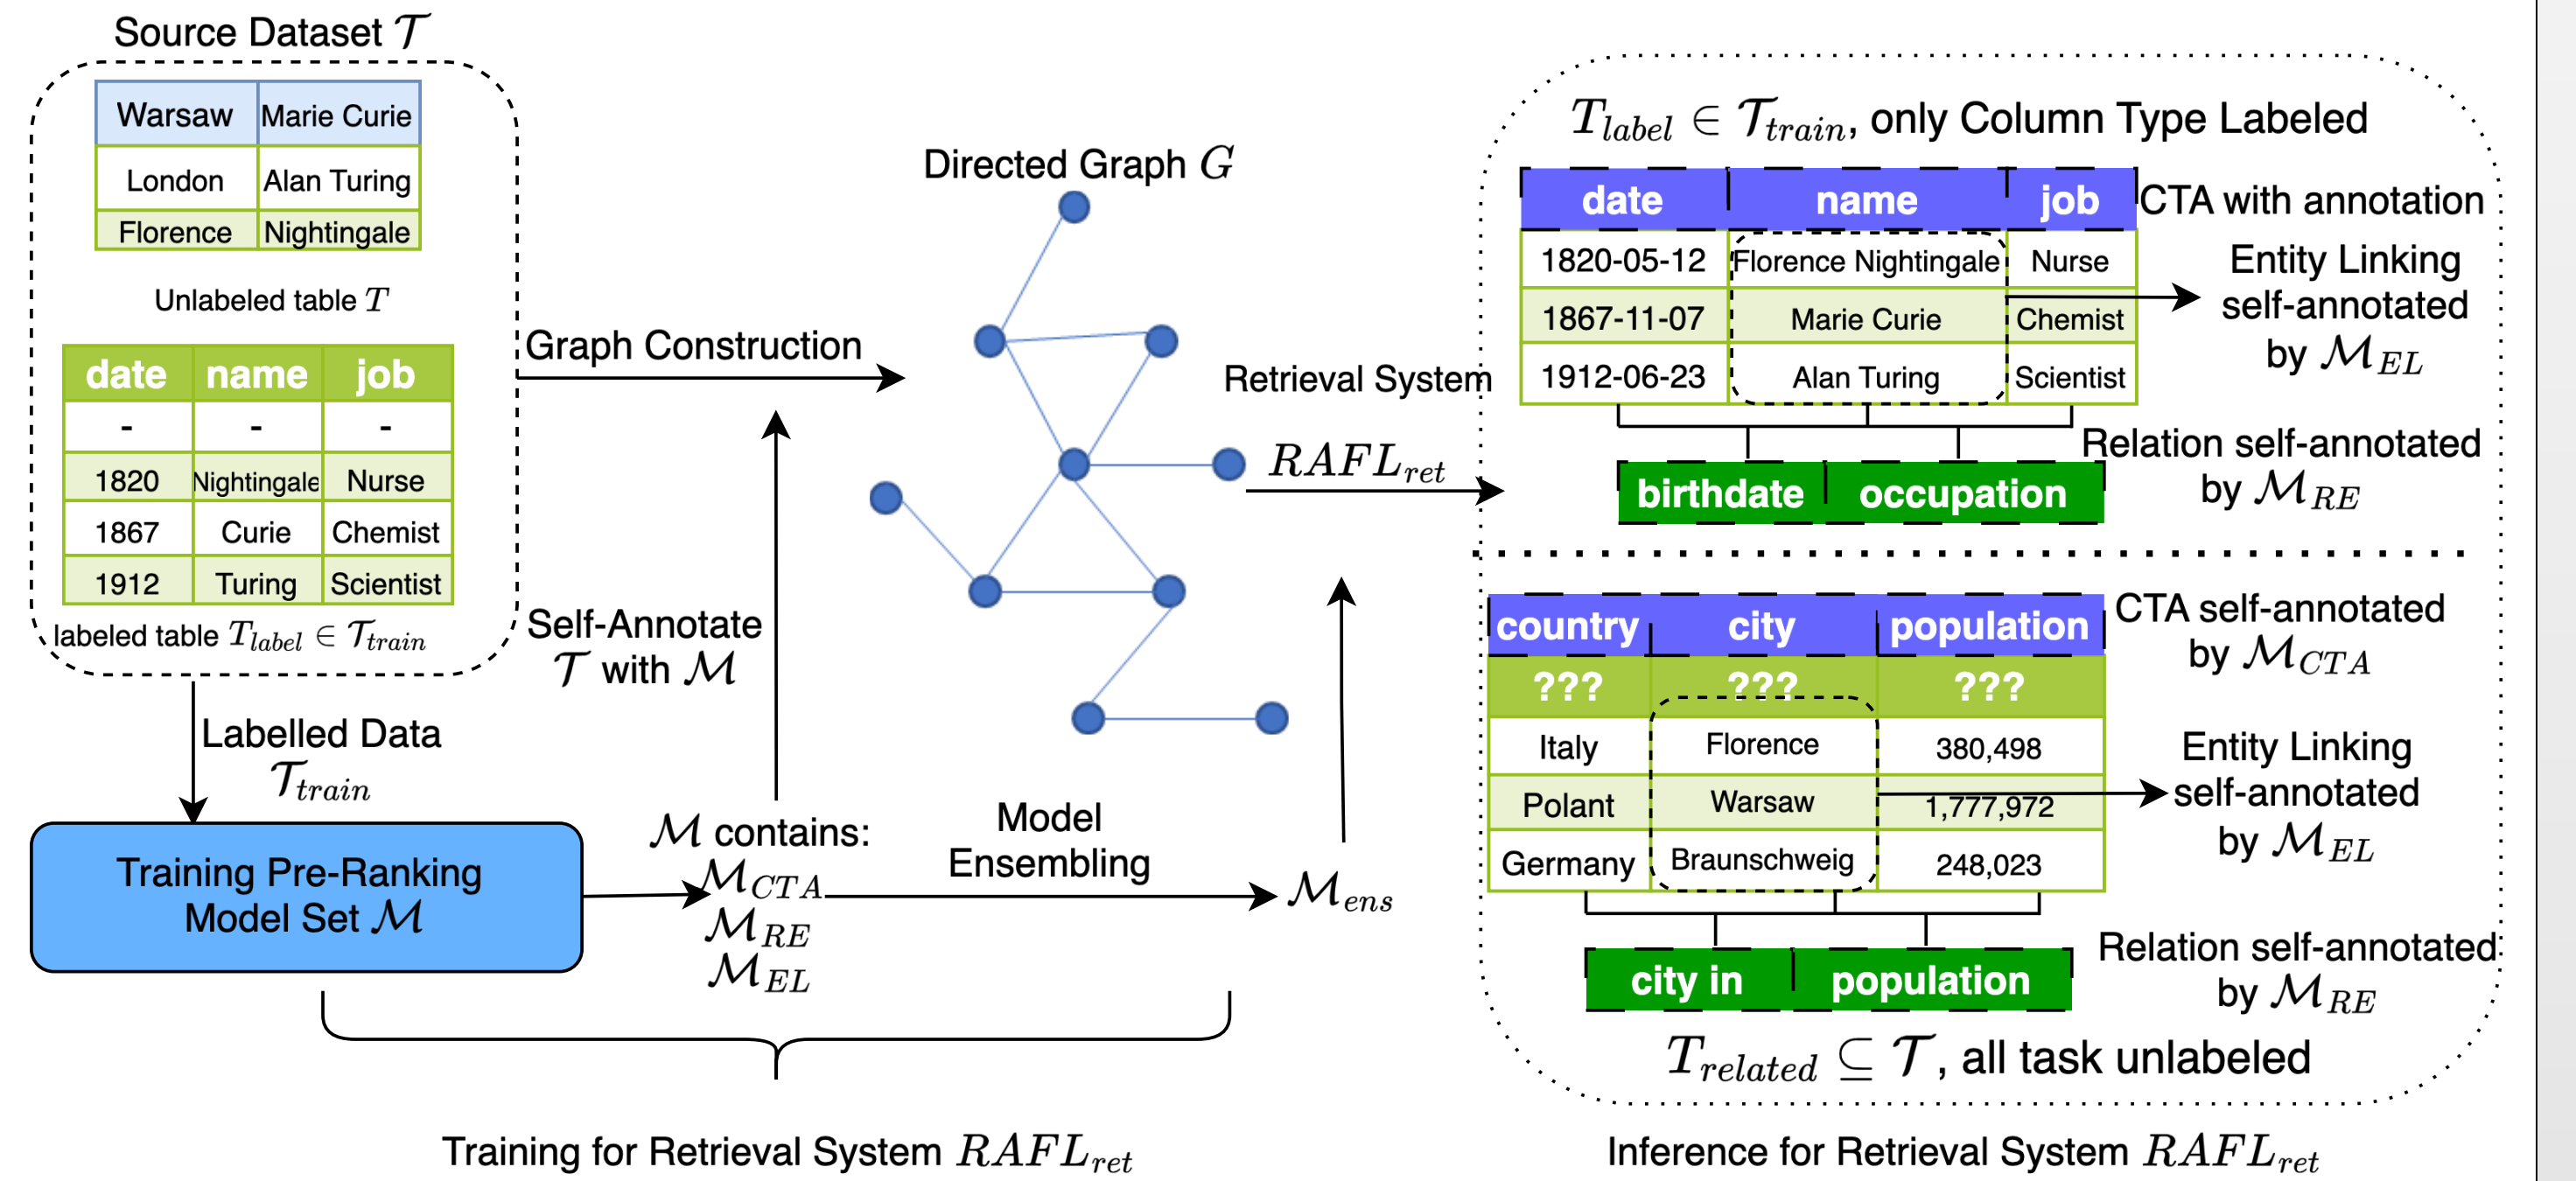 Source Dataset 𝒯
Warsaw Marie Curie
London Alan Turing
Florence Nightingale
Unlabeled table T
date name job
- - -
1820 Nightingale Nurse
1867 Curie Chemist
1912 Turing Scientist
labeled table T_label ∈ 𝒯_train
Labelled Data
𝒯_train
Training Pre-Ranking
Model Set ℳ
Graph Construction
Self-Annotate
𝒯 with ℳ
ℳ contains:
ℳ_CTA
ℳ_RE
ℳ_EL
Model
Ensembling
ℳ_ens
Directed Graph G
Retrieval System
RAFL_ret
Training for Retrieval System RAFL_ret
T_label ∈ 𝒯_train, only Column Type Labeled
date name job
CTA with annotation
1820-05-12 Florence Nightingale Nurse
1867-11-07 Marie Curie Chemist
1912-06-23 Alan Turing Scientist
Entity Linking
self-annotated
by ℳ_EL
birthdate occupation
Relation self-annotated
by ℳ_RE
country city population
CTA self-annotated
by ℳ_CTA
??? ??? ???
Italy Florence 380,498
Polant Warsaw 1,777,972
Germany Braunschweig 248,023
Entity Linking
self-annotated
by ℳ_EL
city in population
Relation self-annotated
by ℳ_RE
T_related ⊆ 𝒯, all task unlabeled
Inference for Retrieval System RAFL_ret